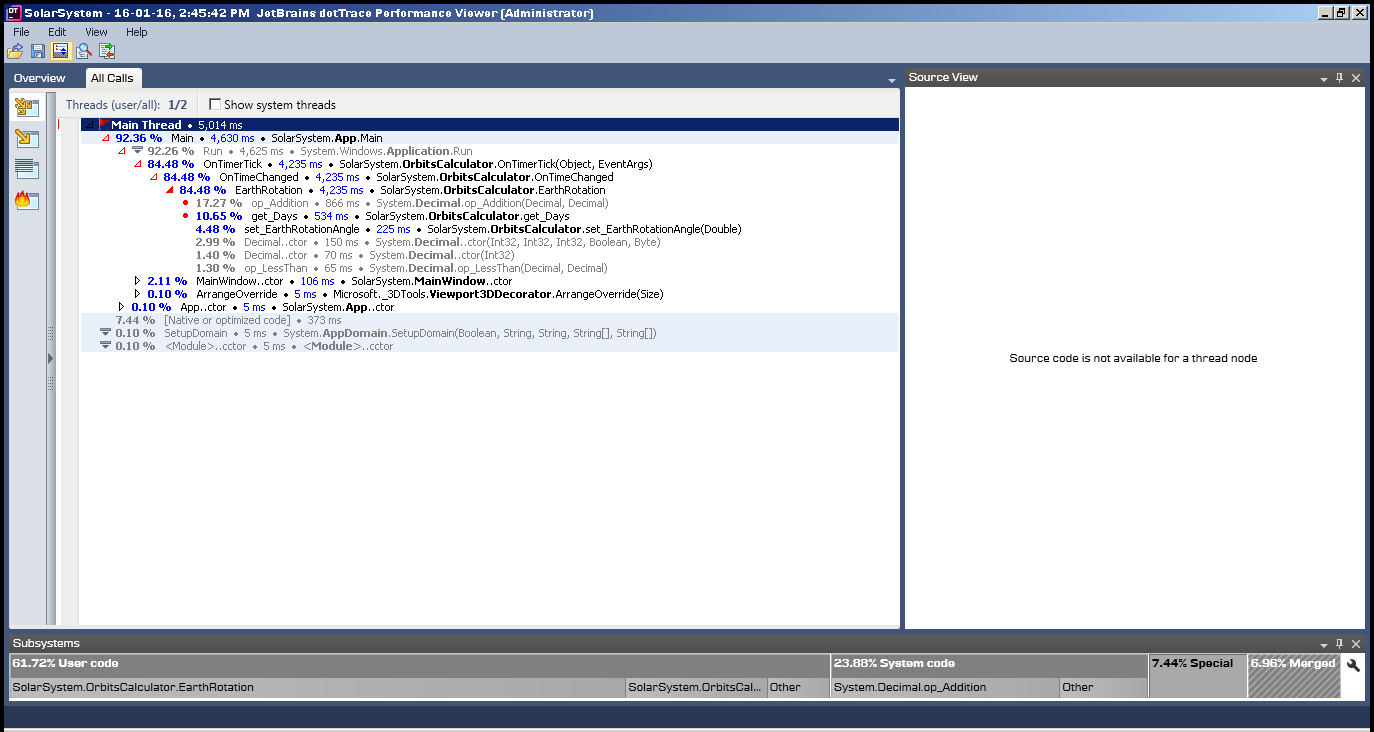 SolarSystem - 16-01-16, 2:45:42 PM JetBrains dotTrace Performance Viewer (Administrator)
File Edit View Help
Overview All Calls
Source View
Threads (user/all): 1/2 Show system threads
Main Thread • 5,014 ms
92.36 % Main • 4,630 ms • SolarSystem.App.Main
92.26 % Run • 4,625 ms • System.Windows.Application.Run
84.48 % OnTimerTick • 4,235 ms • SolarSystem.OrbitsCalculator.OnTimerTick(Object, EventArgs)
84.48 % OnTimeChanged • 4,235 ms • SolarSystem.OrbitsCalculator.OnTimeChanged
84.48 % EarthRotation • 4,235 ms • SolarSystem.OrbitsCalculator.EarthRotation
17.27 % op_Addition • 866 ms • System.Decimal.op_Addition(Decimal, Decimal)
10.65 % get_Days • 534 ms • SolarSystem.OrbitsCalculator.get_Days
4.48 % set_EarthRotationAngle • 225 ms • SolarSystem.OrbitsCalculator.set_EarthRotationAngle(Double)
2.99 % Decimal..ctor • 150 ms • System.Decimal..ctor(Int32, Int32, Int32, Boolean, Byte)
1.40 % Decimal..ctor • 70 ms • System.Decimal..ctor(Int32)
1.30 % op_LessThan • 65 ms • System.Decimal.op_LessThan(Decimal, Decimal)
2.11 % MainWindow..ctor • 106 ms • SolarSystem.MainWindow..ctor
0.10 % ArrangeOverride • 5 ms • Microsoft._3DTools.Viewport3DDecorator.ArrangeOverride(Size)
0.10 % App..ctor • 5 ms • SolarSystem.App..ctor
7.44 % [Native or optimized code] • 373 ms
0.10 % SetupDomain • 5 ms • System.AppDomain.SetupDomain(Boolean, String, String, String[], String[])
0.10 % <Module>..cctor • 5 ms • <Module>..cctor
Source code is not available for a thread node
Subsystems
61.72% User code 23.88% System code 7.44% Special 6.96% Merged
SolarSystem.OrbitsCalculator.EarthRotation SolarSystem.OrbitsCal... Other System.Decimal.op_Addition Other